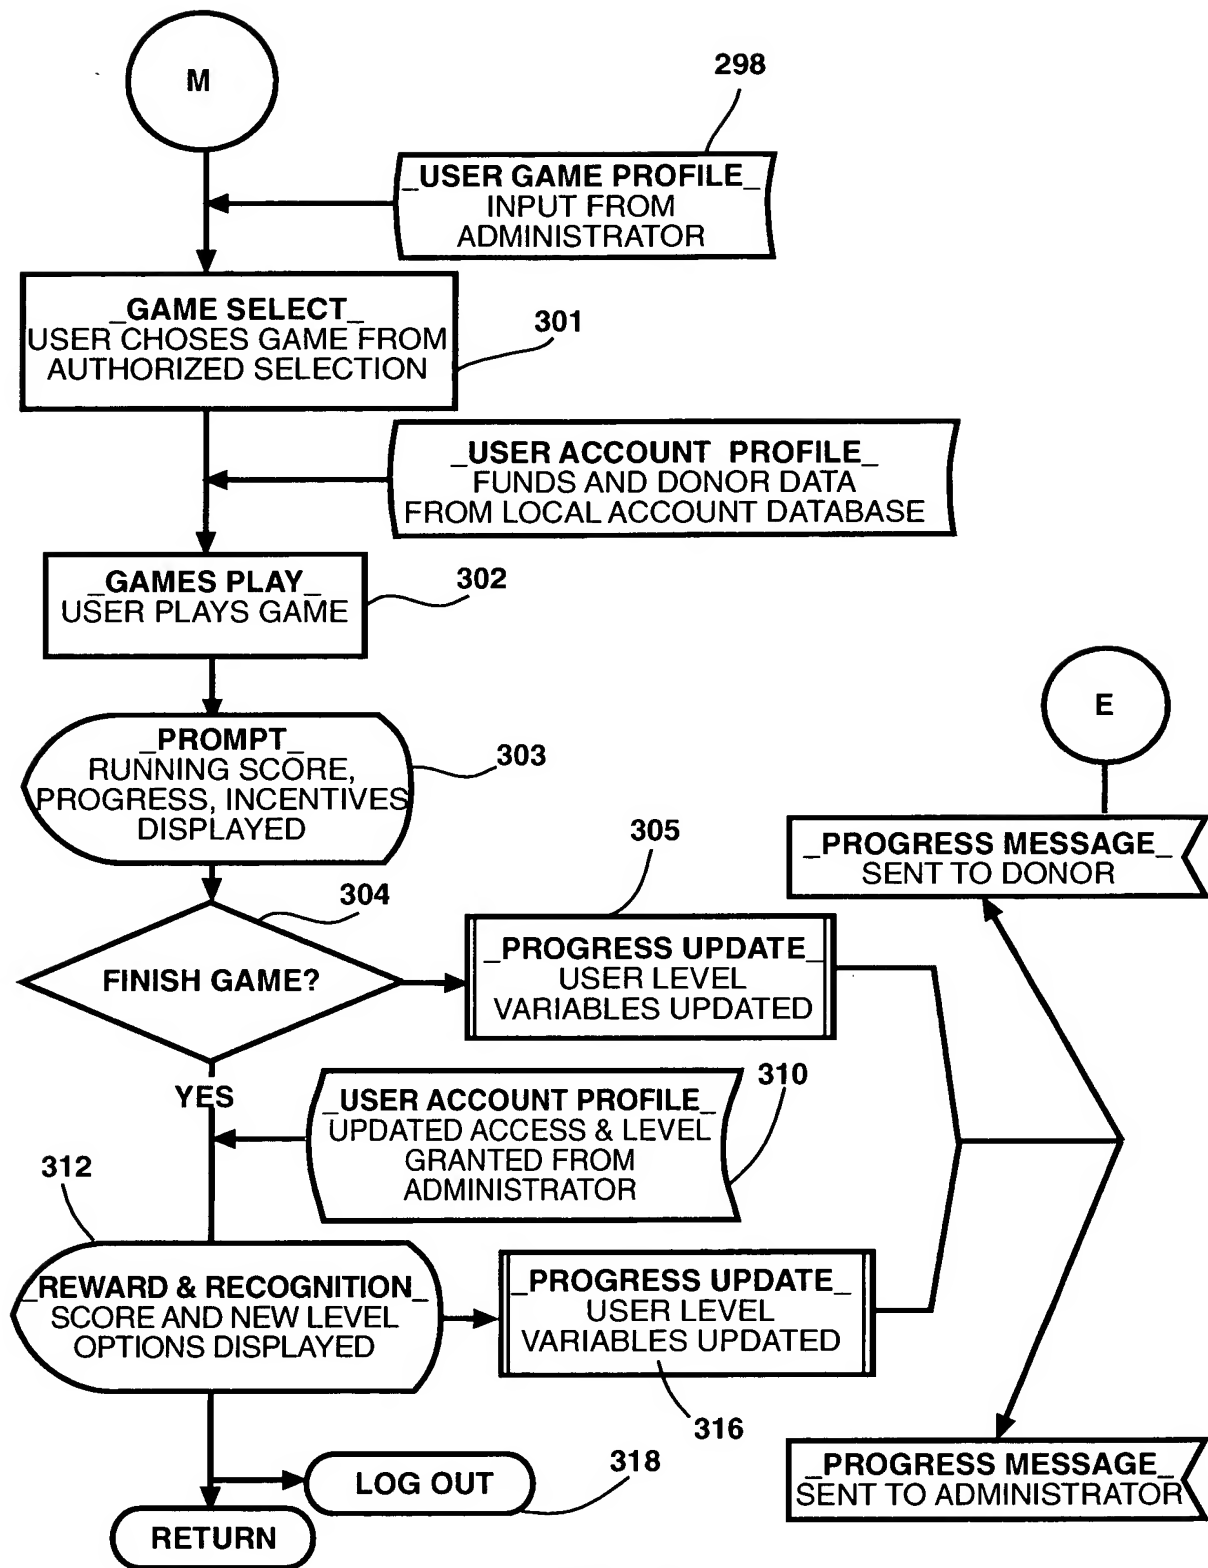 M
298
_USER GAME PROFILE_
INPUT FROM
ADMINISTRATOR
_GAME SELECT_
USER CHOSES GAME FROM
AUTHORIZED SELECTION
301
_USER ACCOUNT PROFILE_
FUNDS AND DONOR DATA
FROM LOCAL ACCOUNT DATABASE
_GAMES PLAY_
USER PLAYS GAME
302
_PROMPT_
RUNNING SCORE,
PROGRESS, INCENTIVES
DISPLAYED
303
E
_PROGRESS MESSAGE_
SENT TO DONOR
304
FINISH GAME?
305
_PROGRESS UPDATE_
USER LEVEL
VARIABLES UPDATED
YES
_USER ACCOUNT PROFILE_
UPDATED ACCESS & LEVEL
GRANTED FROM
ADMINISTRATOR
310
312
_REWARD & RECOGNITION_
SCORE AND NEW LEVEL
OPTIONS DISPLAYED
_PROGRESS UPDATE_
USER LEVEL
VARIABLES UPDATED
316
_PROGRESS MESSAGE_
SENT TO ADMINISTRATOR
LOG OUT
318
RETURN